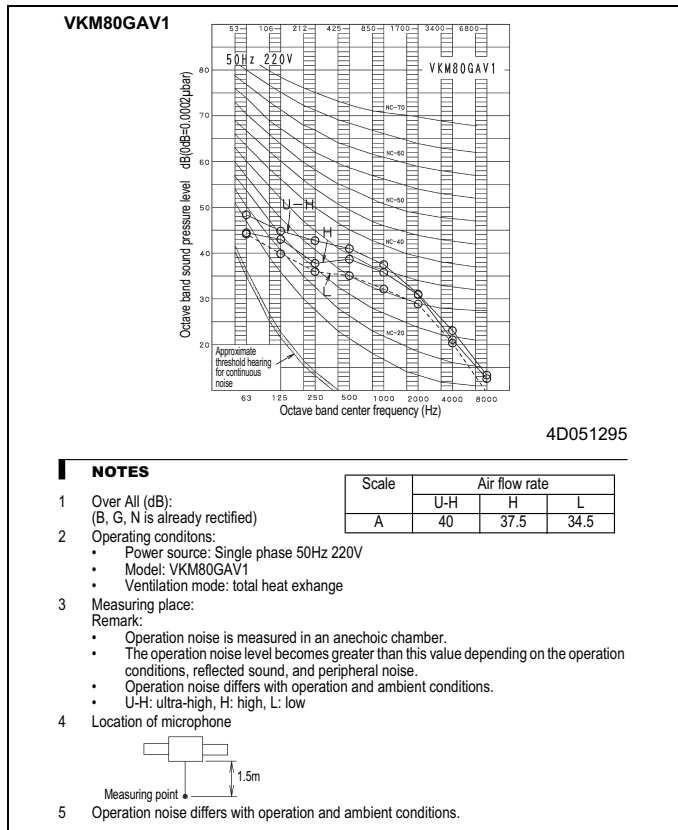 VKM80GAV1
53 106 212 425 850 1700 3400 6800
50Hz 220V
VKM80GAV1
Octave band sound pressure level dB(0dB=0.0002µbar)
80
70
60
50
40
30
20
NC-70
NC-60
NC-50
NC-40
NC-20
U-H
H
L
Approximate
threshold hearing
for continuous
noise
63 125 250 500 1000 2000 4000 8000
Octave band center frequency (Hz)
4D051295
NOTES
1 Over All (dB):
(B, G, N is already rectified)
Scale Air flow rate
U-H H L
A 40 37.5 34.5
2 Operating conditons:
• Power source: Single phase 50Hz 220V
• Model: VKM80GAV1
• Ventilation mode: total heat exhange
3 Measuring place:
Remark:
• Operation noise is measured in an anechoic chamber.
• The operation noise level becomes greater than this value depending on the operation
conditions, reflected sound, and peripheral noise.
• Operation noise differs with operation and ambient conditions.
• U-H: ultra-high, H: high, L: low
4 Location of microphone
1.5m
Measuring point
5 Operation noise differs with operation and ambient conditions.